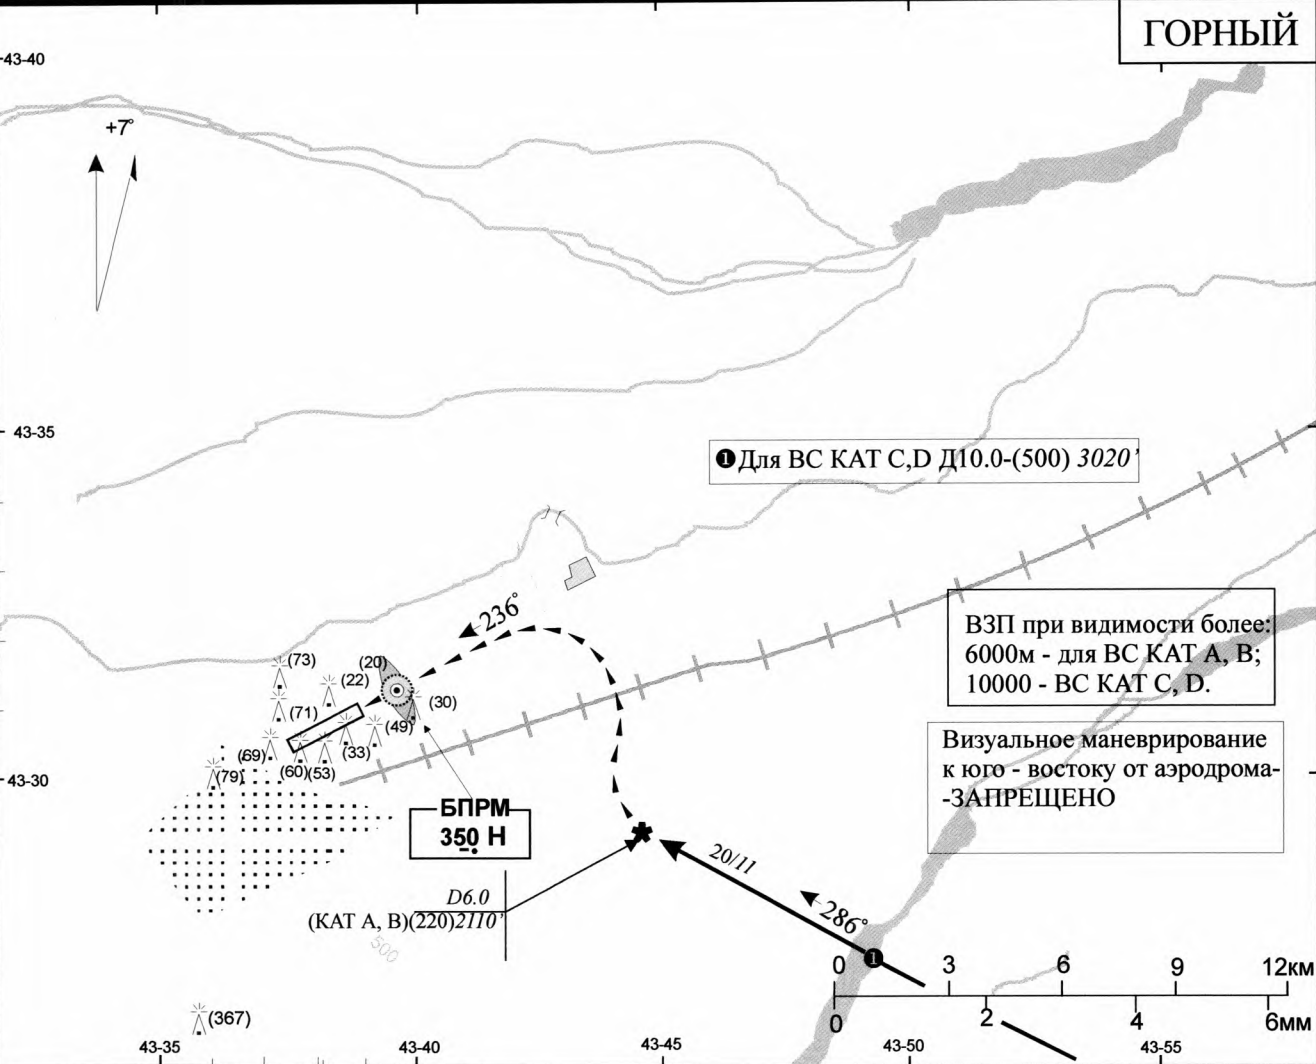 ГОРНЫЙ
43-40
+7°
43-35
❶Для ВС КАТ С,D Д10.0-(500) 3020'
236°
ВЗП при видимости более:
6000м - для ВС КАТ А, В;
10000 - ВС КАТ С, D.
(73)
(20)
(22)
(30)
(71)
(49)
(33)
(69)
(60)
(53)
(79)
Визуальное маневрирование
к юго - востоку от аэродрома-
-ЗАПРЕЩЕНО
43-30
БПРМ
350 Н
-•
20/11
D6.0
(КАТ А, В)(220)2110'
286°
500
❶
0 3 6 9 12км
0 2 4 6мм
(367)
43-35 43-40 43-45 43-50 43-55